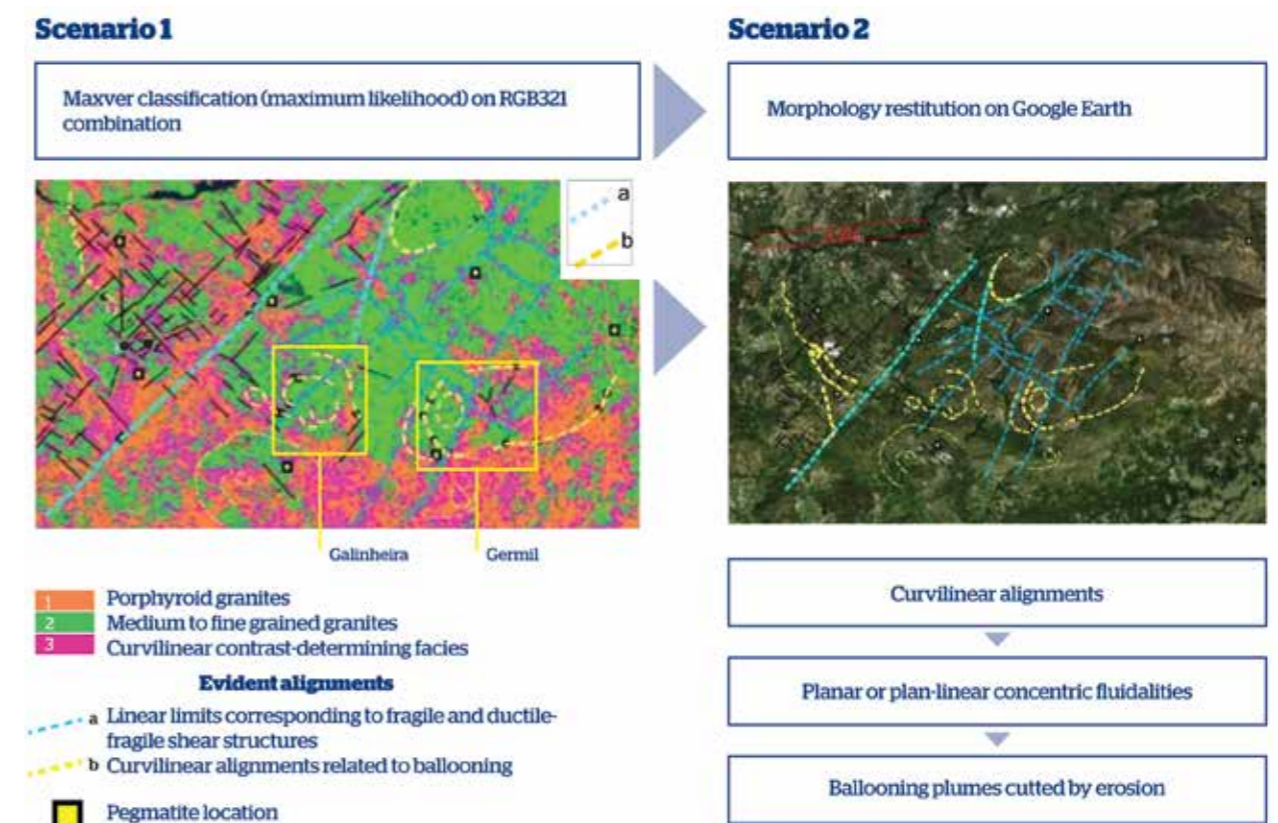 Scenario 1
Maxver classification (maximum likelihood) on RGB321
combination
a
b
Galinheira
Germil
1 Porphyroid granites
2 Medium to fine grained granites
3 Curvilinear contrast-determining facies
Evident alignments
a Linear limits corresponding to fragile and ductile-
fragile shear structures
b Curvilinear alignments related to ballooning
Pegmatite location
Scenario 2
Morphology restitution on Google Earth
Curvilinear alignments
Planar or plan-linear concentric fluidalities
Ballooning plumes cutted by erosion